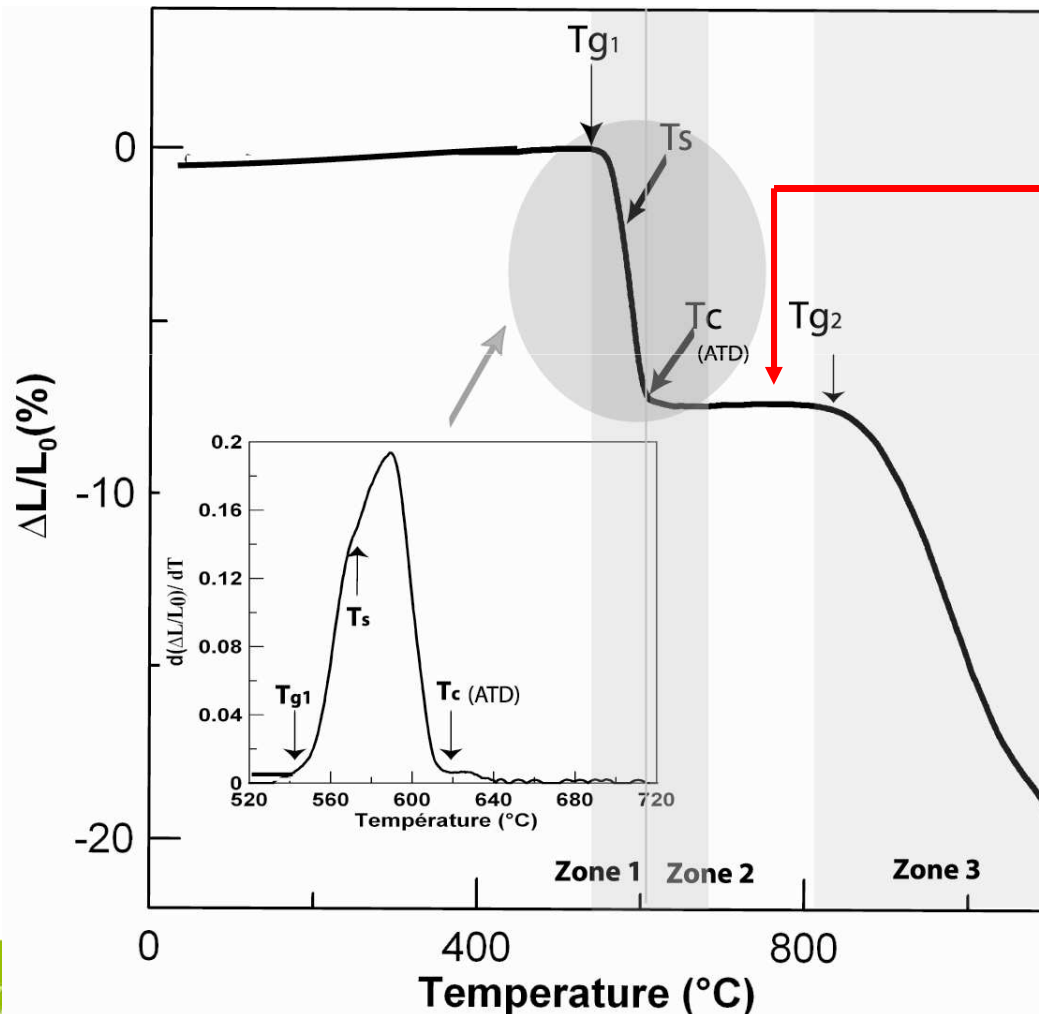 Tg1
0
Ts
Tc
(ATD)
Tg2
ΔL/L0(%)
-10
-20
0.2
0.16
0.12
0.08
0.04
0
d(ΔL/L0)/ dT
Ts
Tg1
Tc (ATD)
520 560 600 640 680 720
Température (°C)
Zone 1 Zone 2 Zone 3
0 400 800
Temperature (°C)